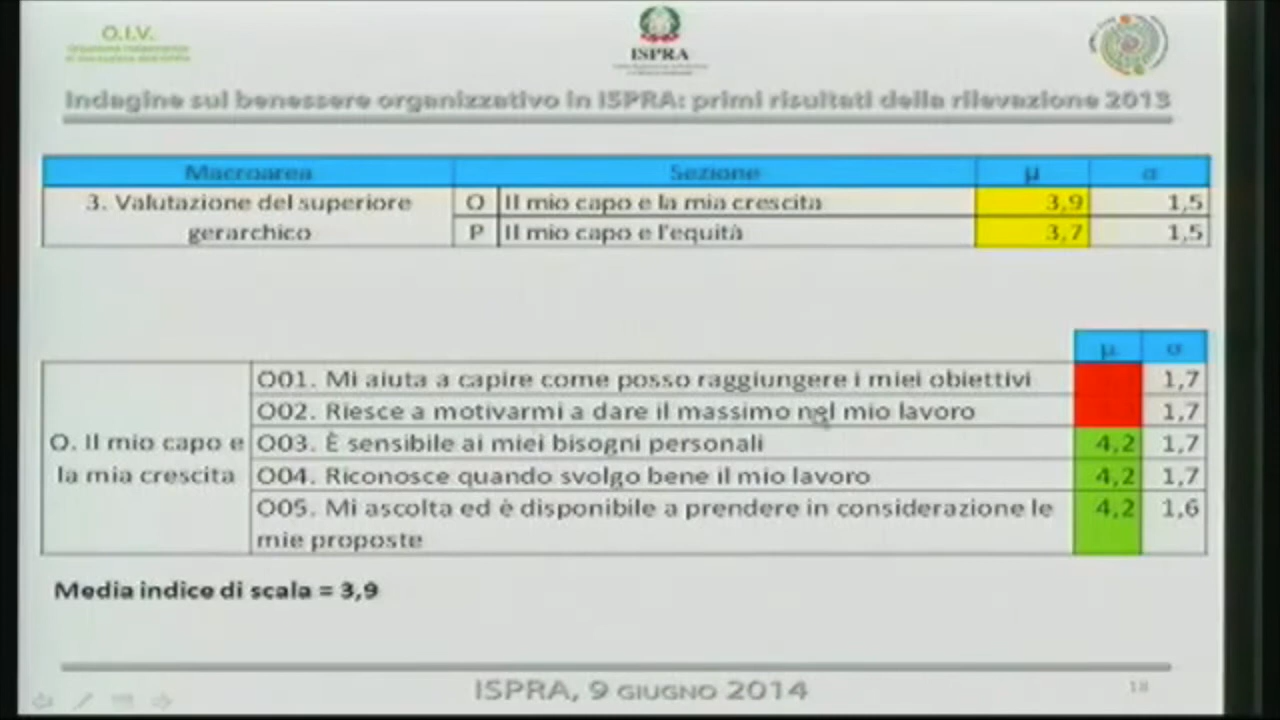 O.I.V.
ISPRA
Indagine sul benessere organizzativo in ISPRA: primi risultati della rilevazione 2013
Macroarea Sezione μ σ
3. Valutazione del superiore gerarchico O Il mio capo e la mia crescita 3,9 1,5
P Il mio capo e l'equità 3,7 1,5
μ σ
O. Il mio capo e la mia crescita O01. Mi aiuta a capire come posso raggiungere i miei obiettivi 1,7
O02. Riesce a motivarmi a dare il massimo nel mio lavoro 1,7
O03. È sensibile ai miei bisogni personali 4,2 1,7
O04. Riconosce quando svolgo bene il mio lavoro 4,2 1,7
O05. Mi ascolta ed è disponibile a prendere in considerazione le mie proposte 4,2 1,6
Media indice di scala = 3,9
ISPRA, 9 GIUGNO 2014
18